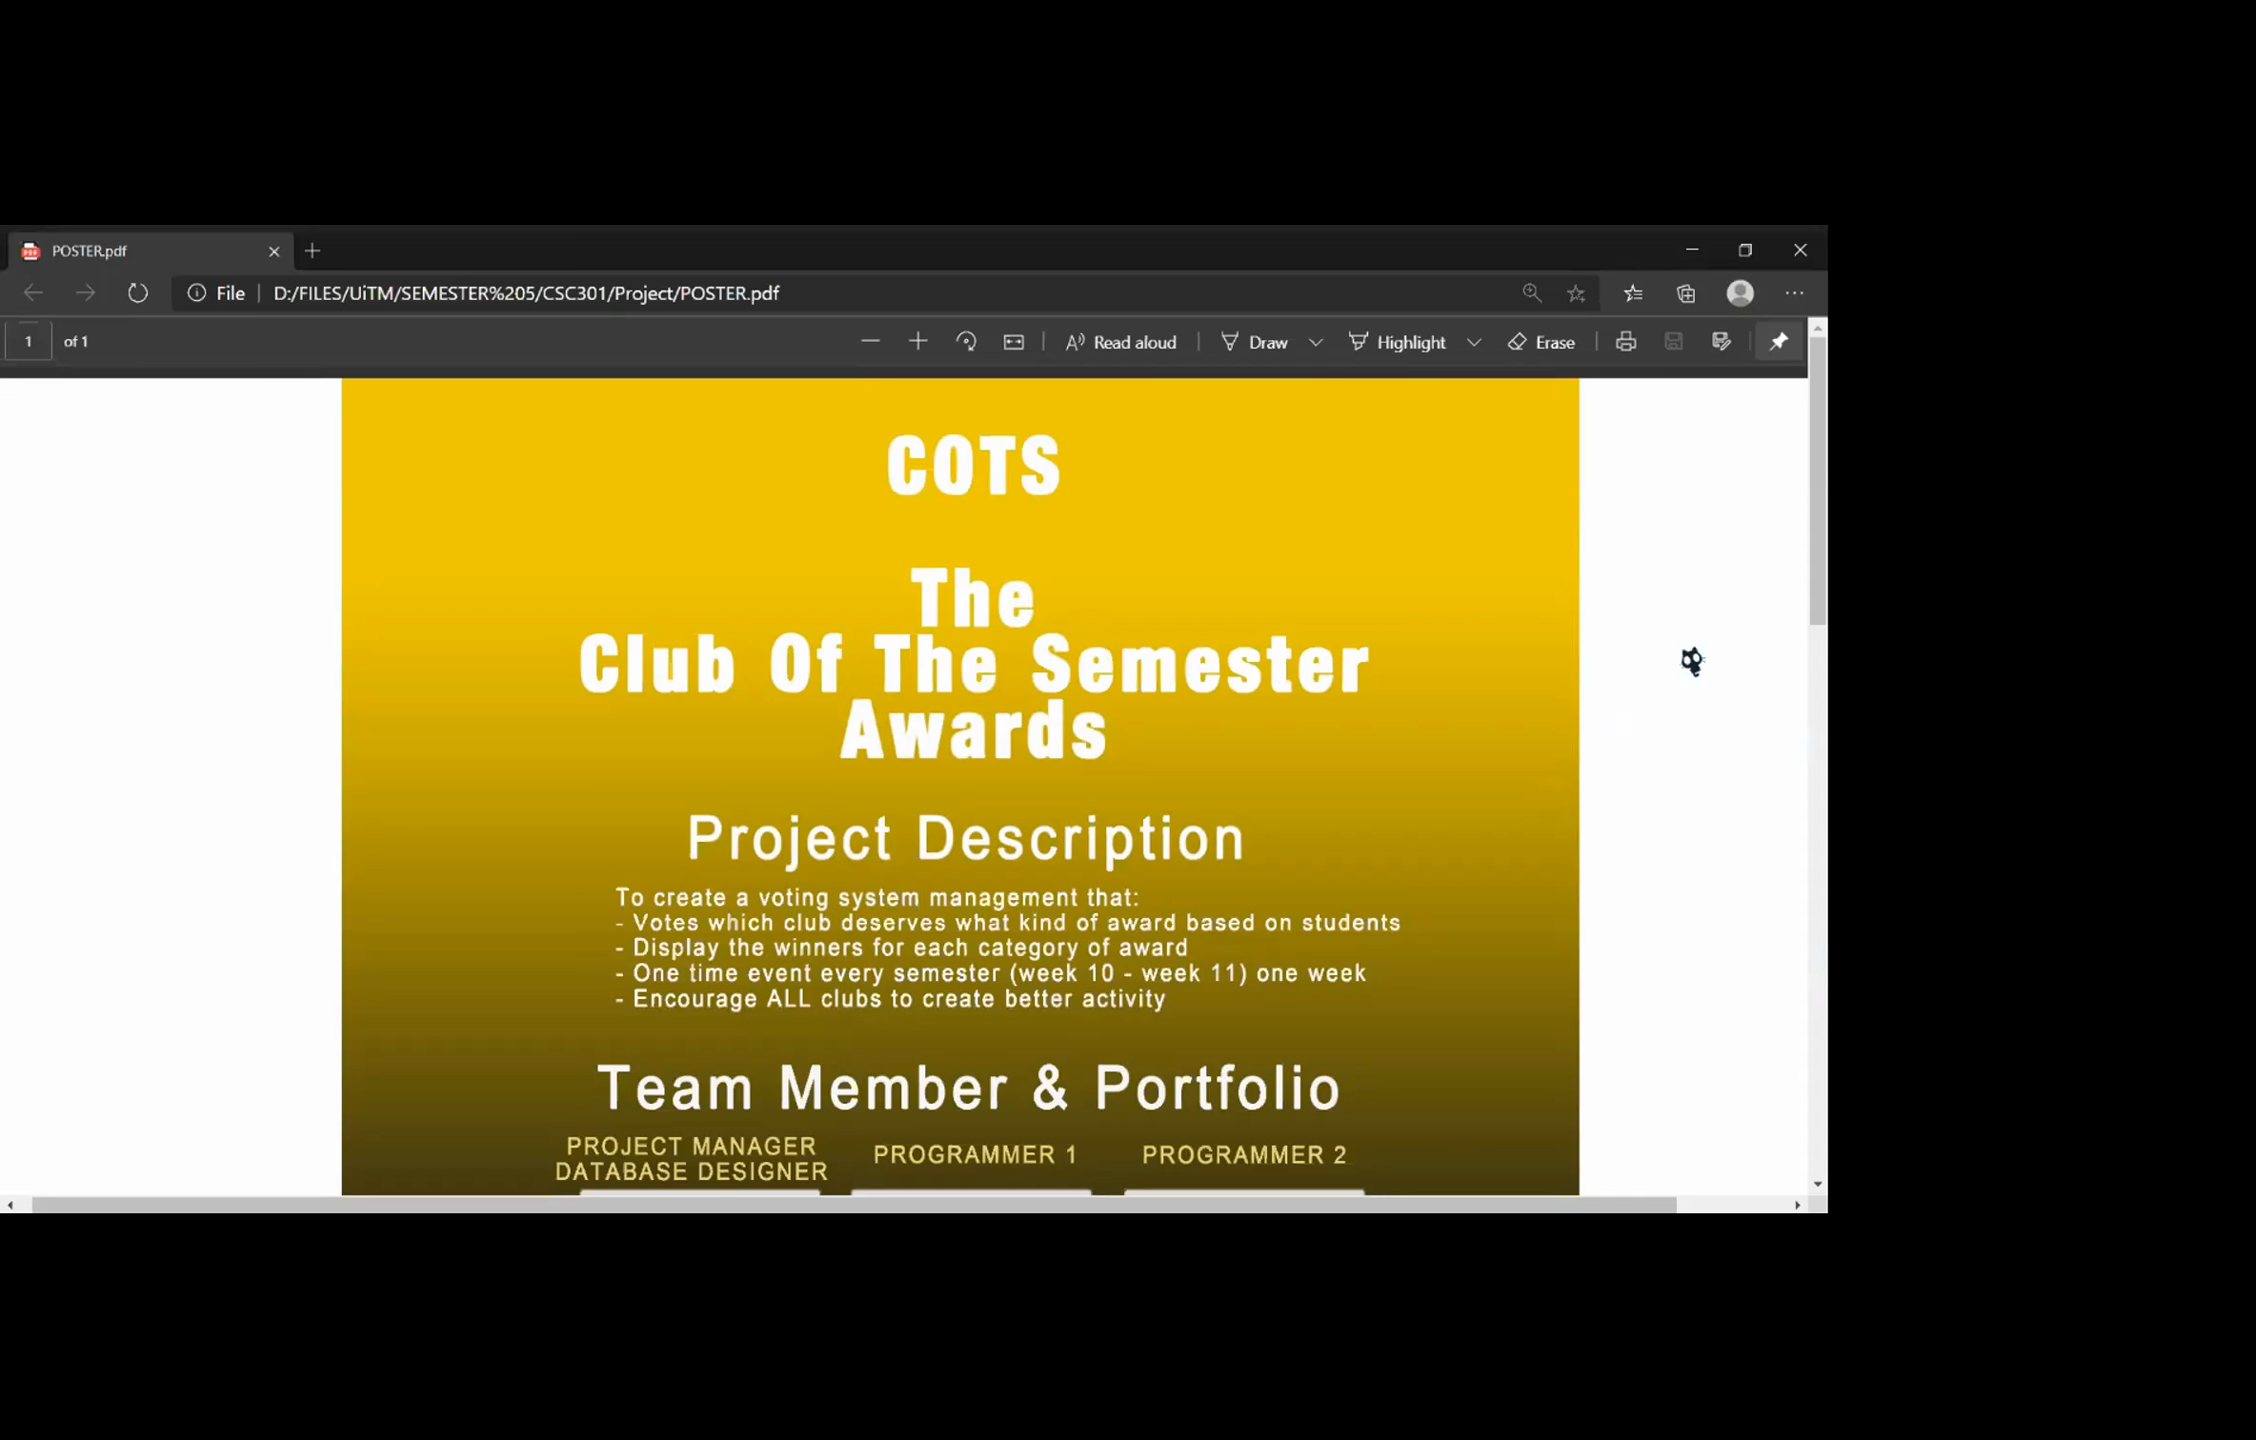 POSTER.pdf
File D:/FILES/UiTM/SEMESTER%205/CSC301/Project/POSTER.pdf
1 of 1 Read aloud Draw Highlight Erase
COTS
The
Club Of The Semester
Awards
Project Description
To create a voting system management that:
- Votes which club deserves what kind of award based on students
- Display the winners for each category of award
- One time event every semester (week 10 - week 11) one week
- Encourage ALL clubs to create better activity
Team Member & Portfolio
PROJECT MANAGER
DATABASE DESIGNER
PROGRAMMER 1
PROGRAMMER 2